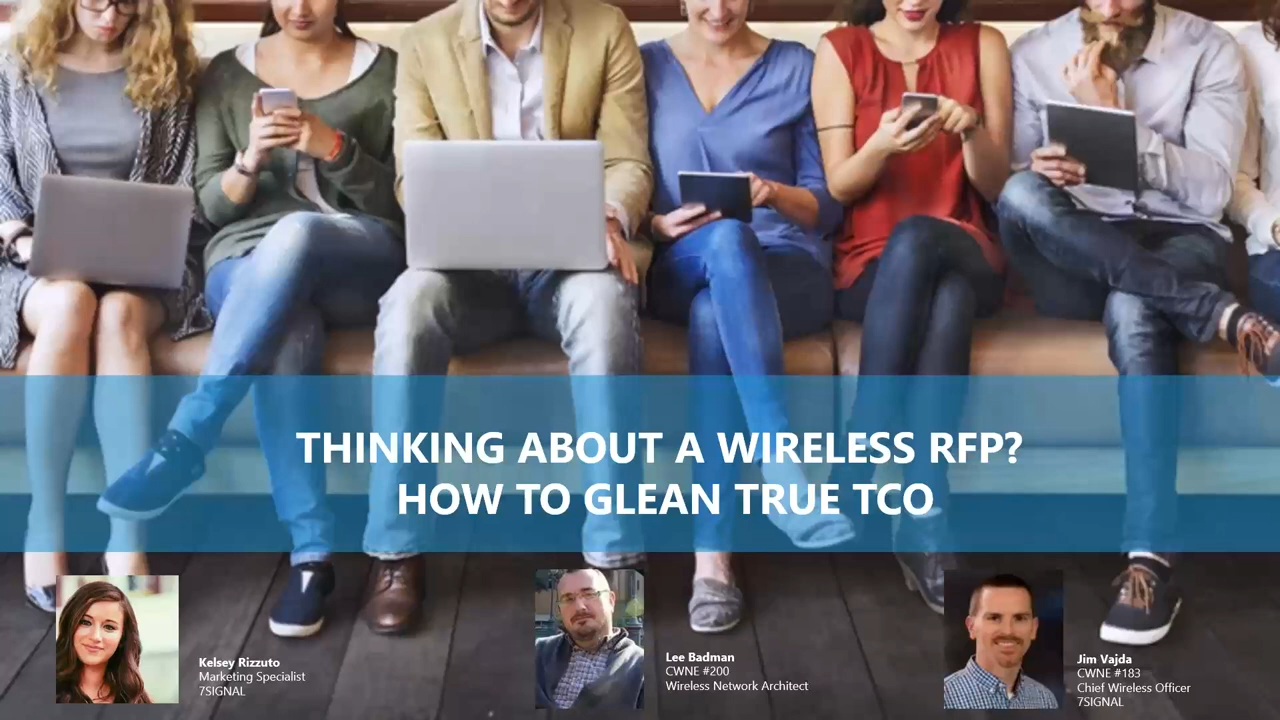 THINKING ABOUT A WIRELESS RFP?
HOW TO GLEAN TRUE TCO
Kelsey Rizzuto
Marketing Specialist
7SIGNAL
Lee Badman
CWNE #200
Wireless Network Architect
Jim Vajda
CWNE #183
Chief Wireless Officer
7SIGNAL